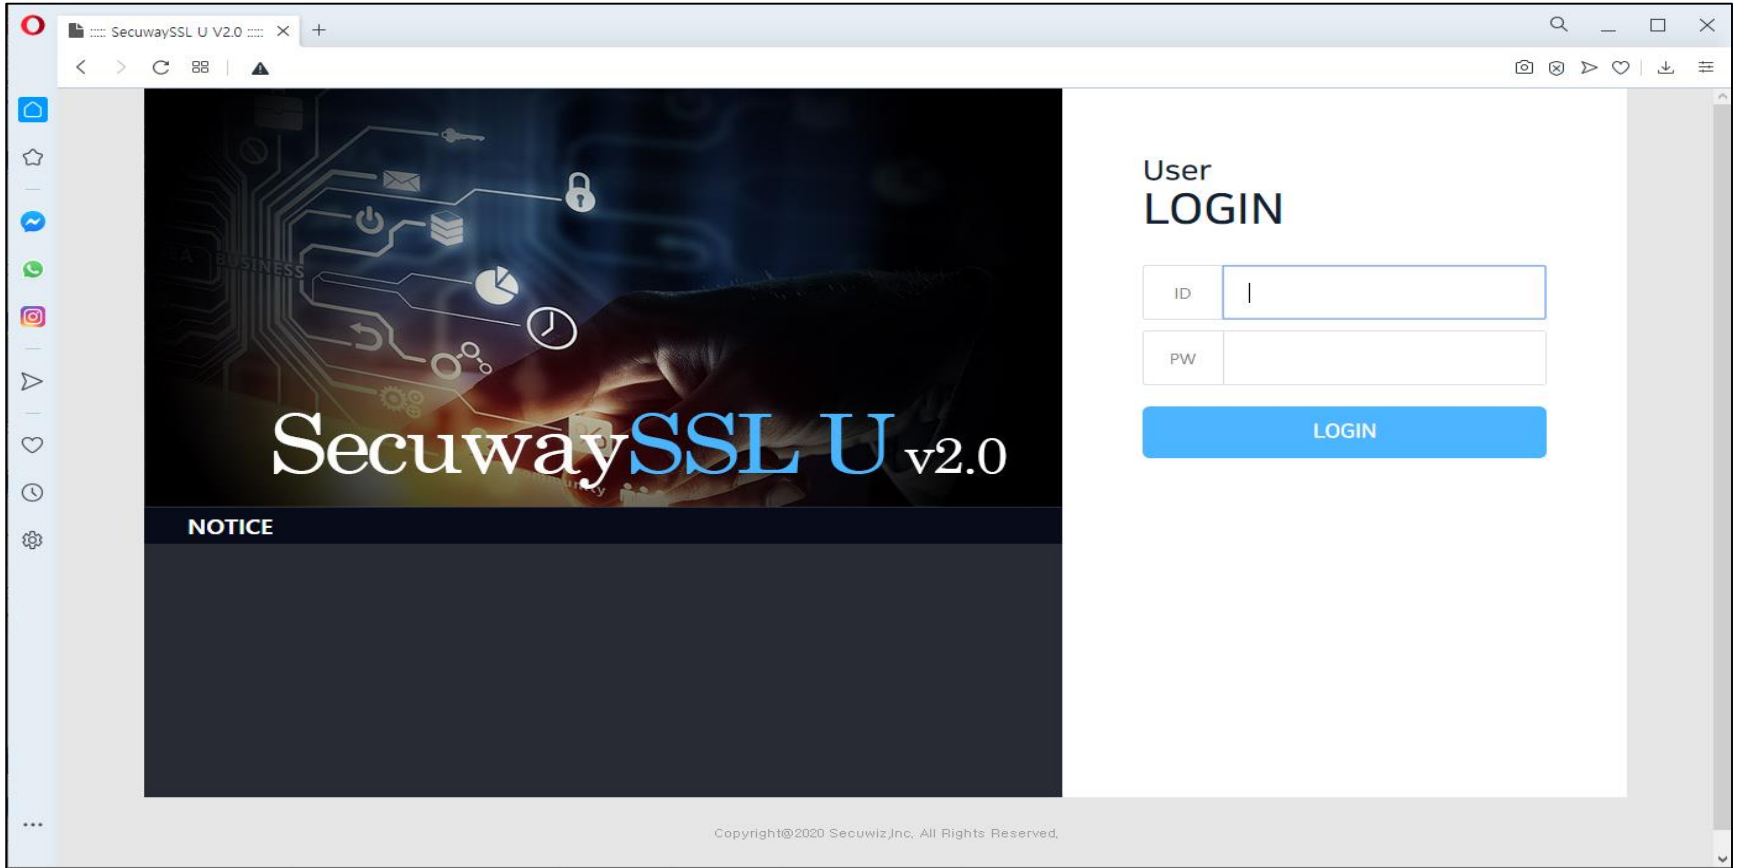 ::::: SecuwaySSL U V2.0 :::::
User
LOGIN
ID
PW
LOGIN
BUSINESS
SecuwaySSL U v2.0
NOTICE
Copyright@2020 Secuwiz,Inc, All Rights Reserved,